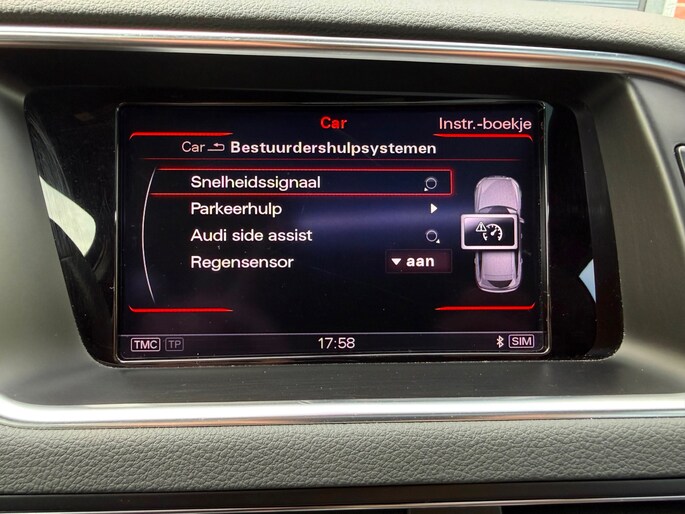 Car
Instr.-boekje
Car Bestuurdershulpsystemen
Snelheidssignaal
Parkeerhulp
Audi side assist
Regensensor aan
TMC TP 17:58 SIM